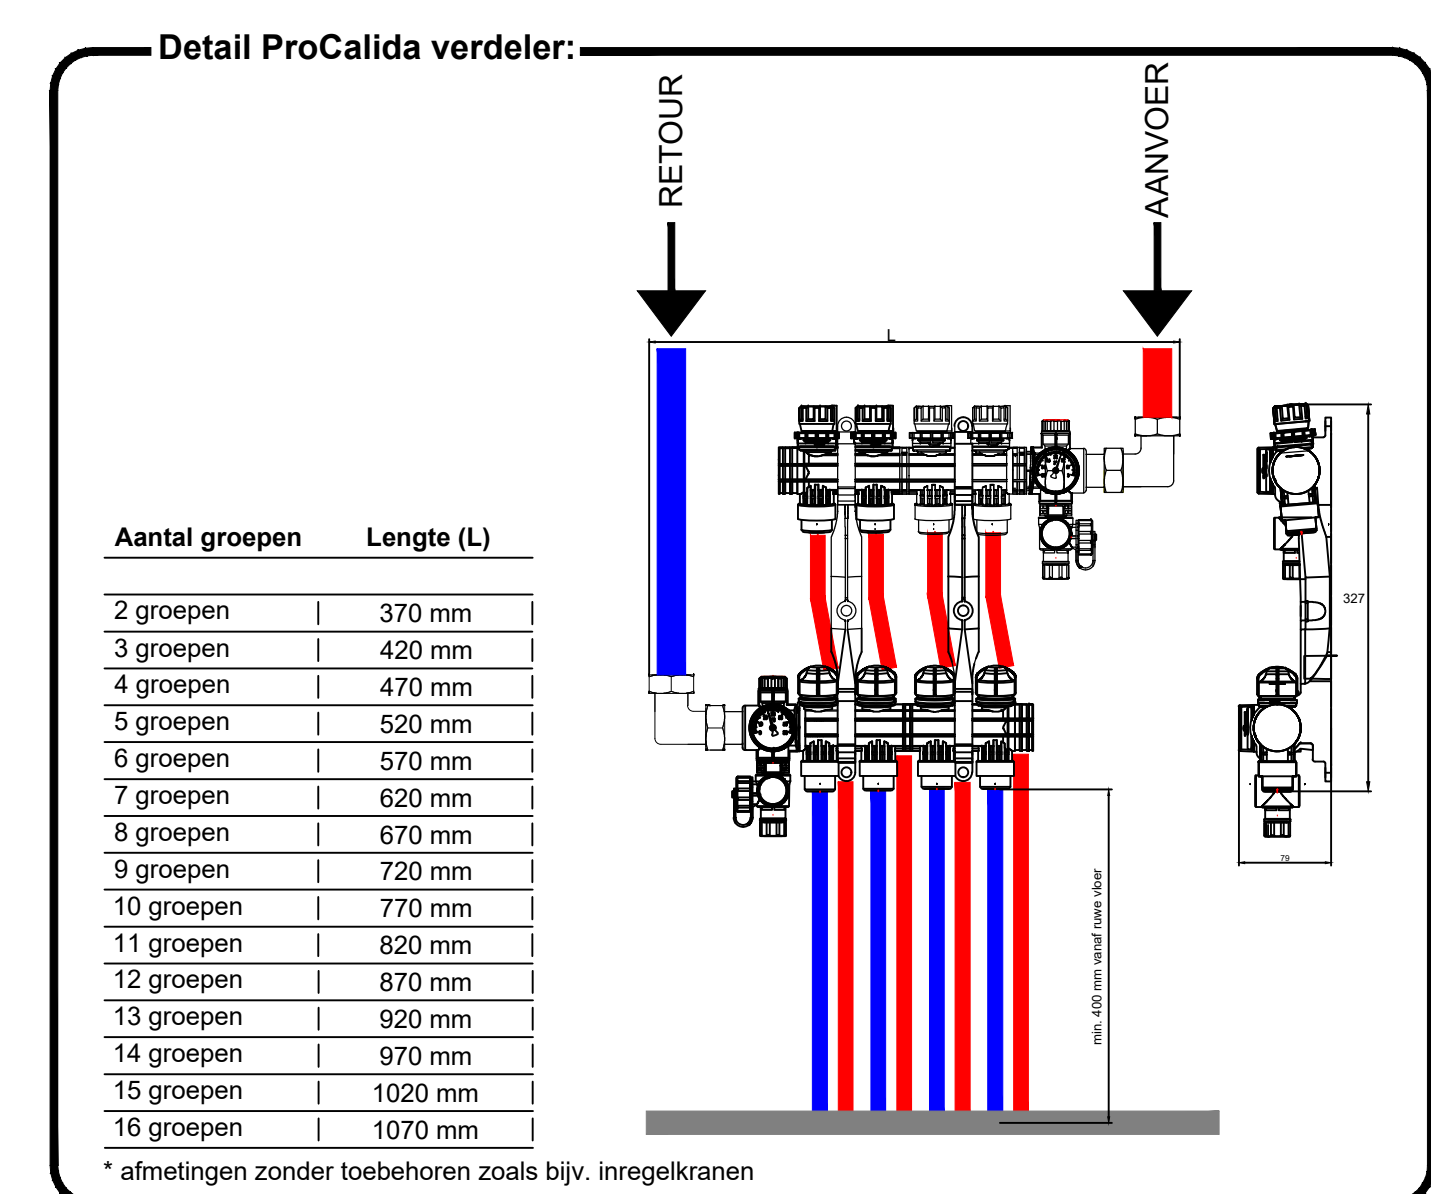 Detail ProCalida verdeler:
RETOUR
AANVOER
L
Aantal groepen | Lengte (L)
2 groepen | 370 mm |
3 groepen | 420 mm |
4 groepen | 470 mm |
5 groepen | 520 mm |
6 groepen | 570 mm |
7 groepen | 620 mm |
8 groepen | 670 mm |
9 groepen | 720 mm |
10 groepen | 770 mm |
11 groepen | 820 mm |
12 groepen | 870 mm |
13 groepen | 920 mm |
14 groepen | 970 mm |
15 groepen | 1020 mm |
16 groepen | 1070 mm |
327
79
min. 400 mm vanaf ruwe vloer
* afmetingen zonder toebehoren zoals bijv. inregelkranen